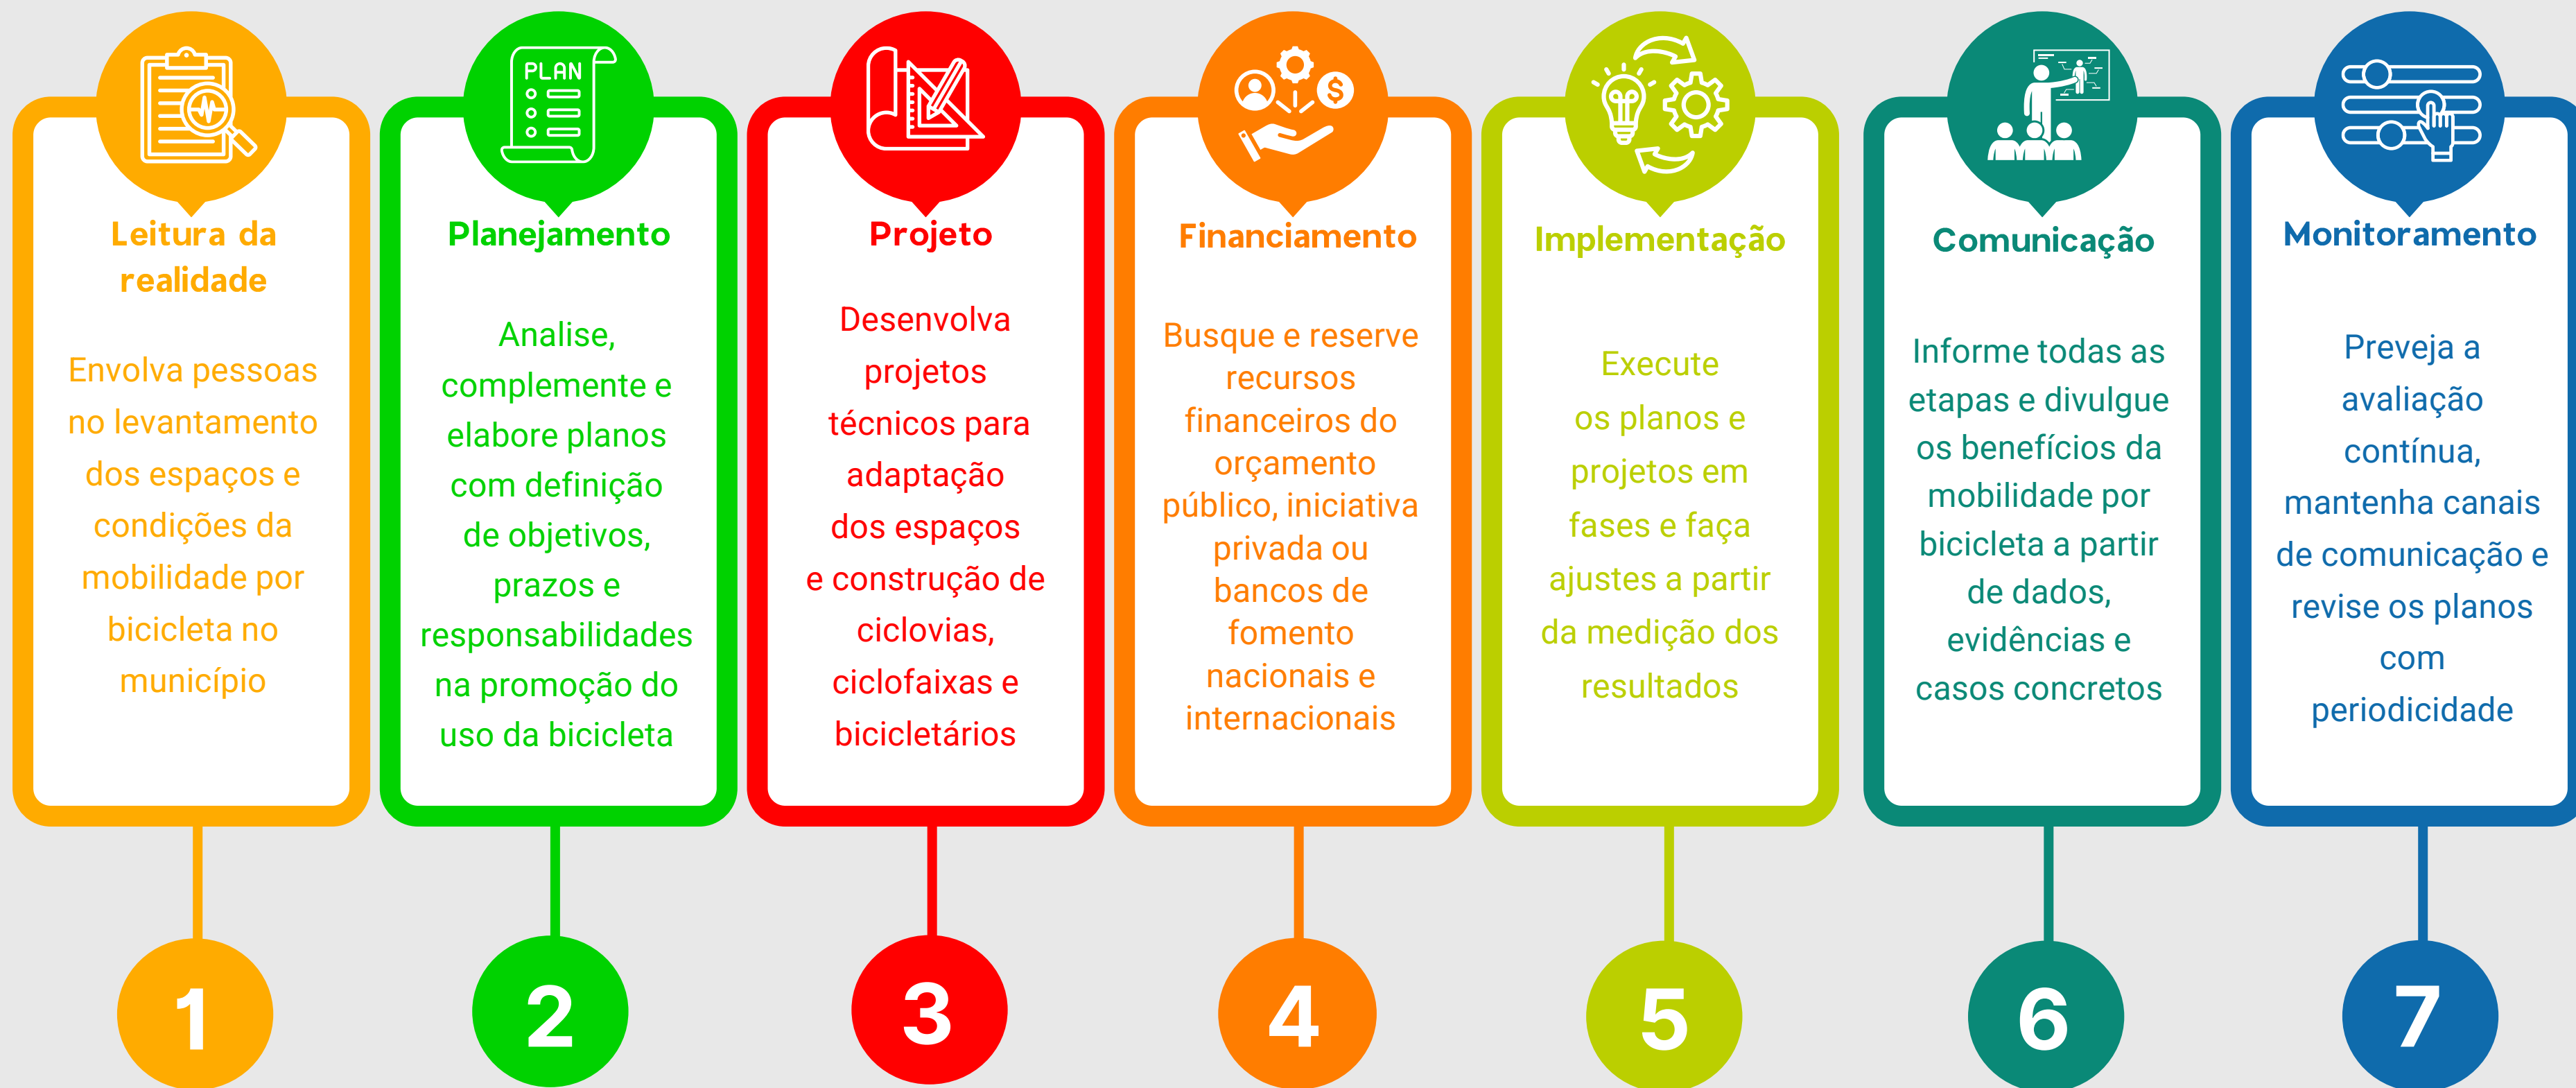 Leitura da
realidade
Envolva pessoas
no levantamento
dos espaços e
condições da
mobilidade por
bicicleta no
município
1
PLAN
Planejamento
Analise,
complemente e
elabore planos
com definição
de objetivos,
prazos e
responsabilidades
na promoção do
uso da bicicleta
2
Projeto
Desenvolva
projetos
técnicos para
adaptação
dos espaços
e construção de
ciclovias,
ciclofaixas e
bicicletários
3
$
Financiamento
Busque e reserve
recursos
financeiros do
orçamento
público, iniciativa
privada ou
bancos de
fomento
nacionais e
internacionais
4
Implementação
Execute
os planos e
projetos em
fases e faça
ajustes a partir
da medição dos
resultados
5
Comunicação
Informe todas as
etapas e divulgue
os benefícios da
mobilidade por
bicicleta a partir
de dados,
evidências e
casos concretos
6
Monitoramento
Preveja a
avaliação
contínua,
mantenha canais
de comunicação e
revise os planos
com
periodicidade
7